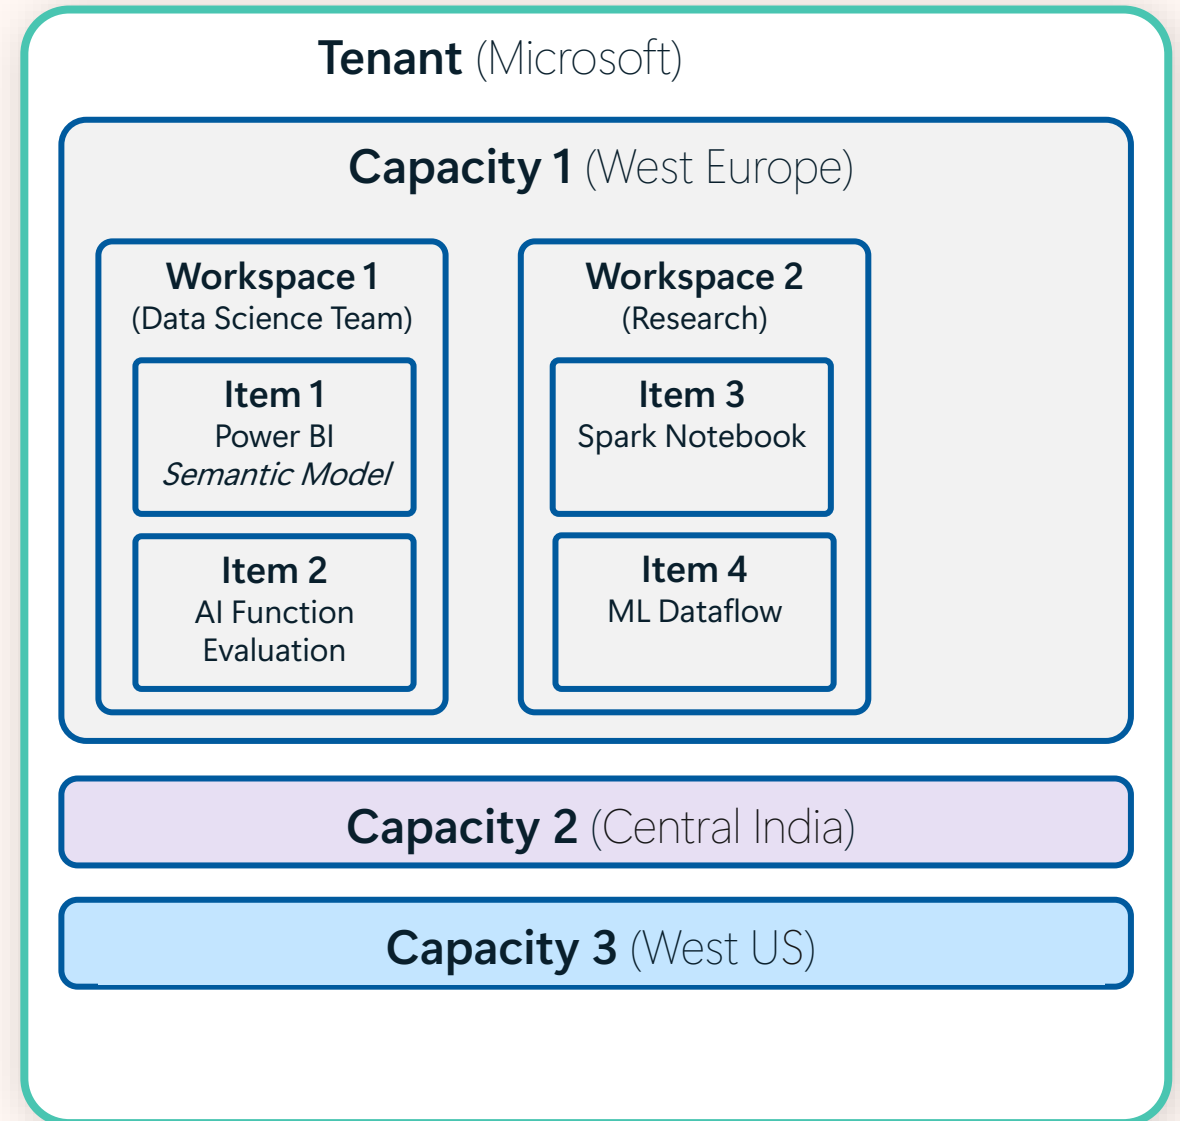 Tenant (Microsoft)
Capacity 1 (West Europe)
Workspace 1
(Data Science Team)
Item 1
Power BI
Semantic Model
Item 2
AI Function
Evaluation
Workspace 2
(Research)
Item 3
Spark Notebook
Item 4
ML Dataflow
Capacity 2 (Central India)
Capacity 3 (West US)